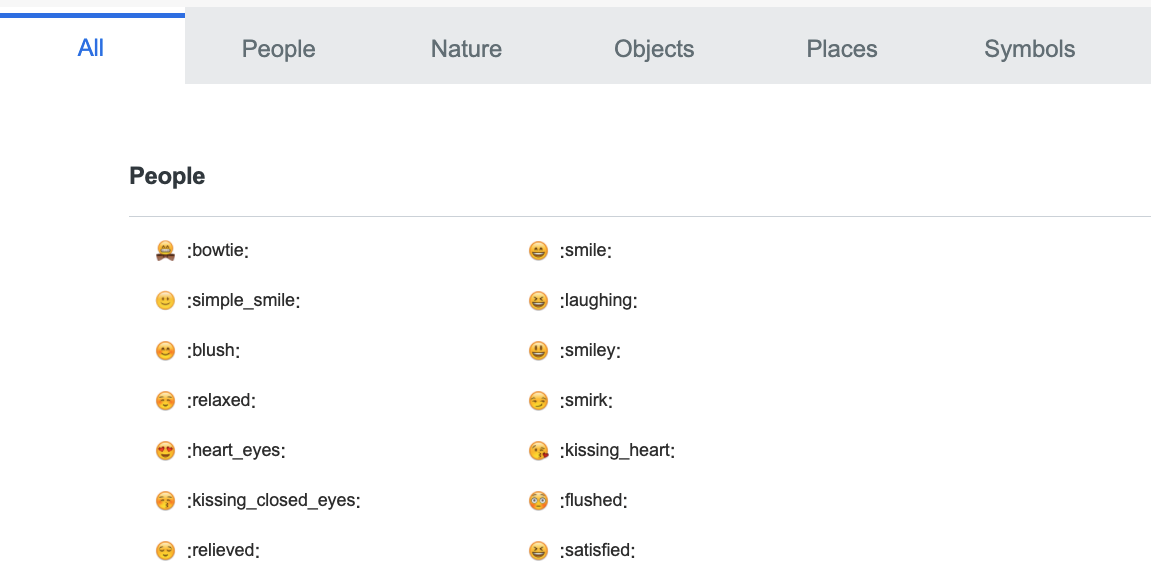 All People Nature Objects Places Symbols
People
:bowtie: :smile:
:simple_smile: :laughing:
:blush: :smiley:
:relaxed: :smirk:
:heart_eyes: :kissing_heart:
:kissing_closed_eyes: :flushed:
:relieved: :satisfied: